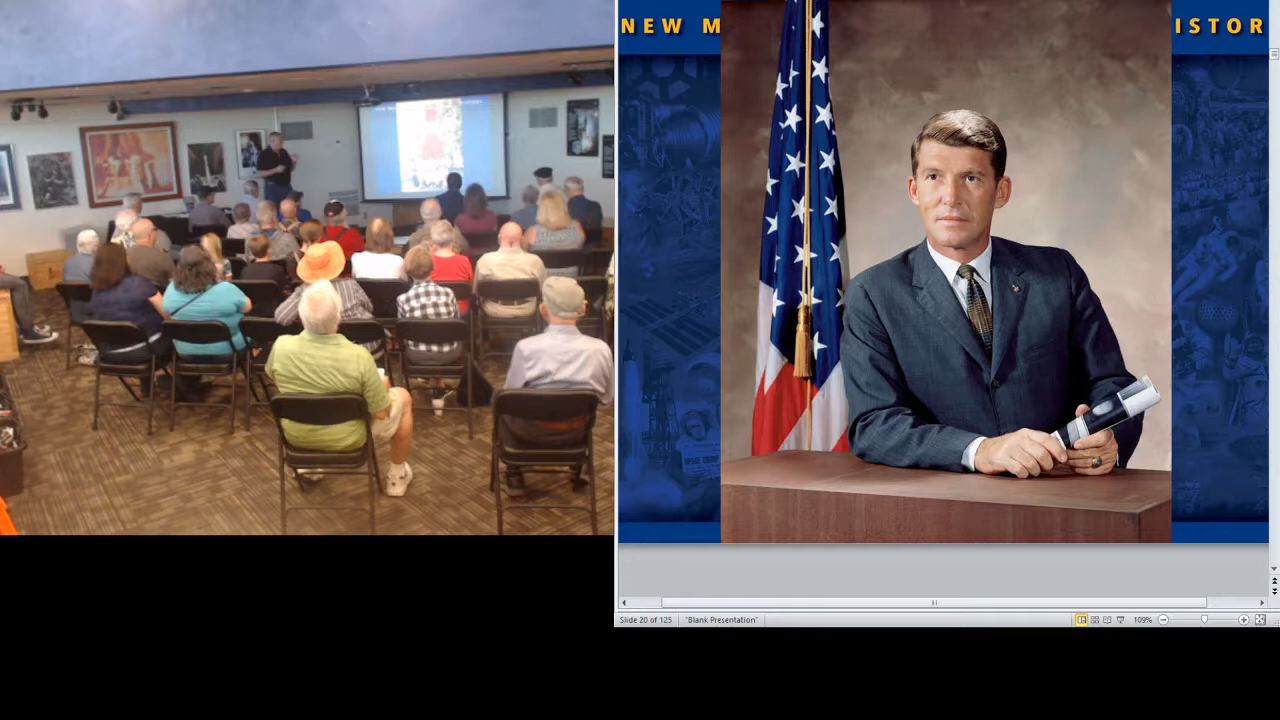 NEW M
ISTOR
Slide 20 of 125
"Blank Presentation"
109%